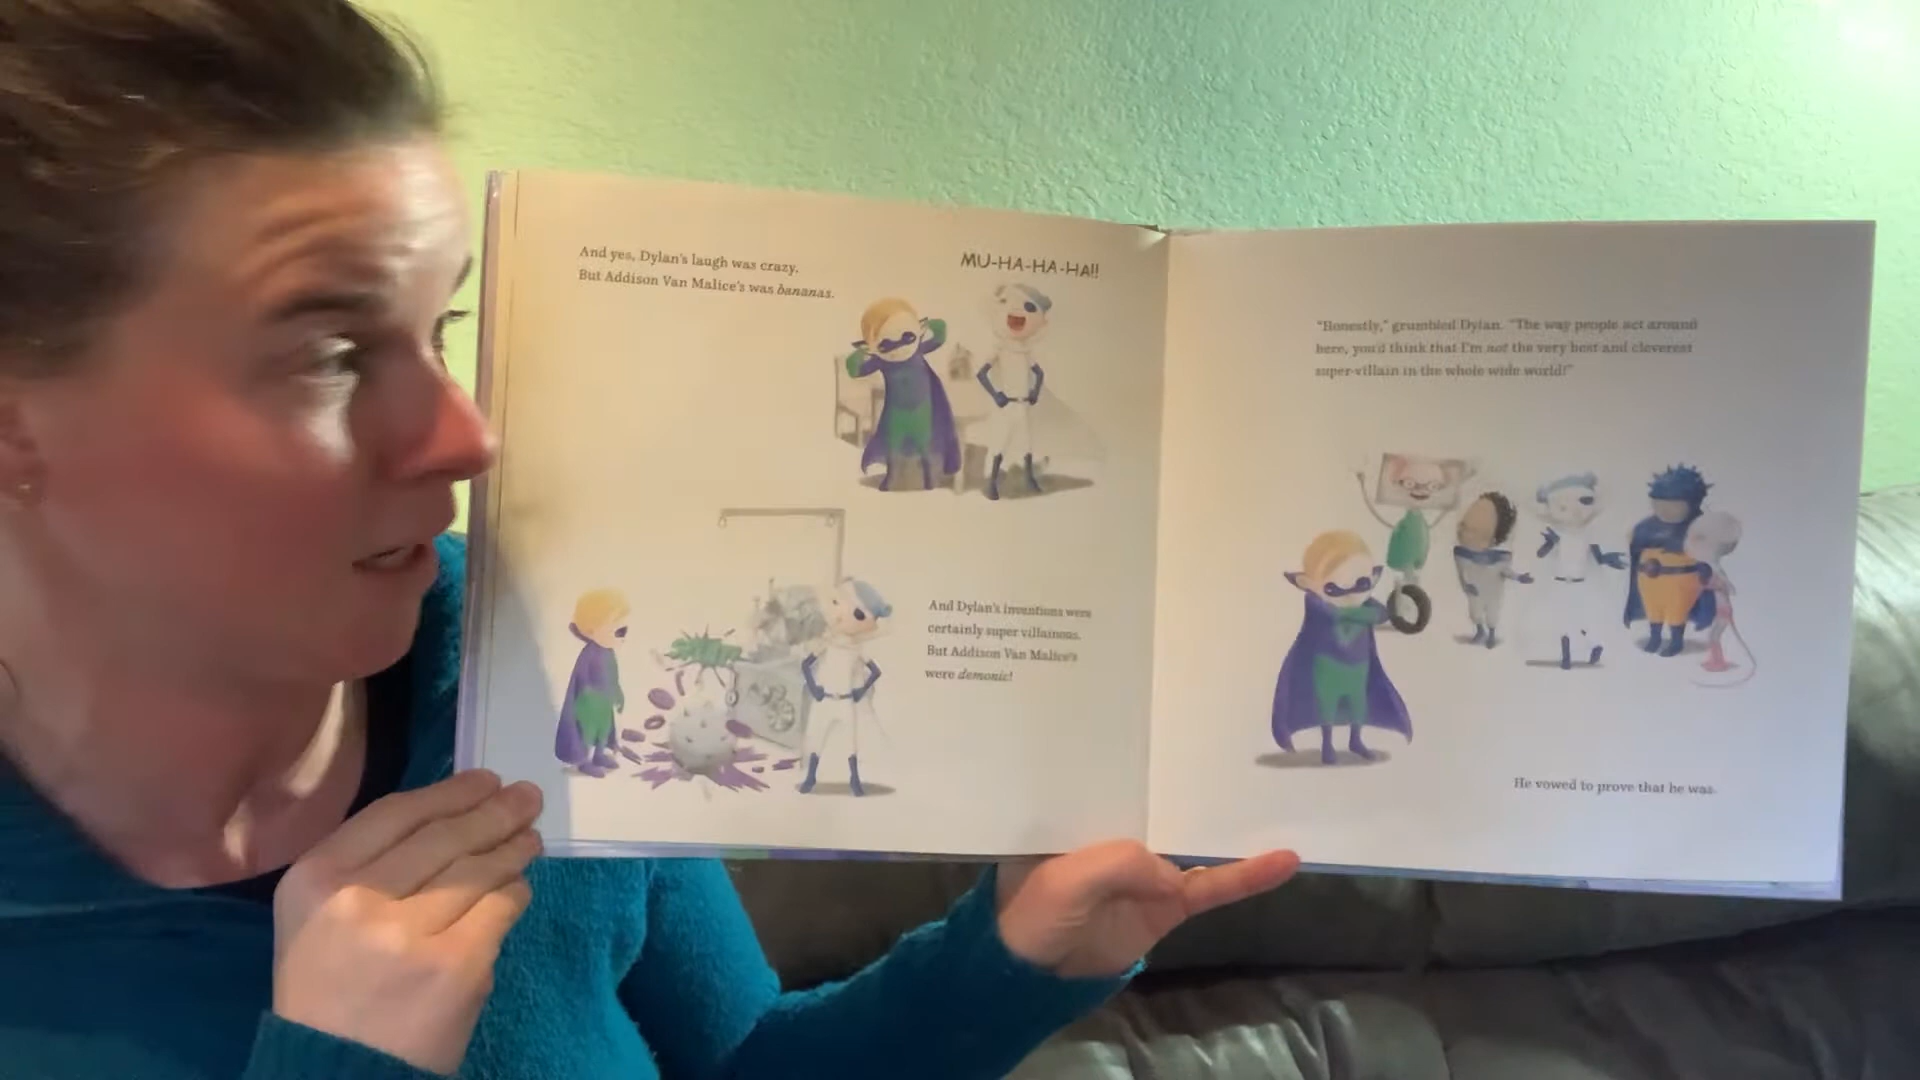 And yes, Dylan's laugh was crazy.
But Addison Van Malice's was bananas.
MU-HA-HA-HA!!
And Dylan's inventions were
certainly super villainous.
But Addison Van Malice's
were demonic!
"Honestly," grumbled Dylan. "The way people act around
here, you'd think that I'm not the very best and cleverest
super-villain in the whole wide world!"
He vowed to prove that he was.